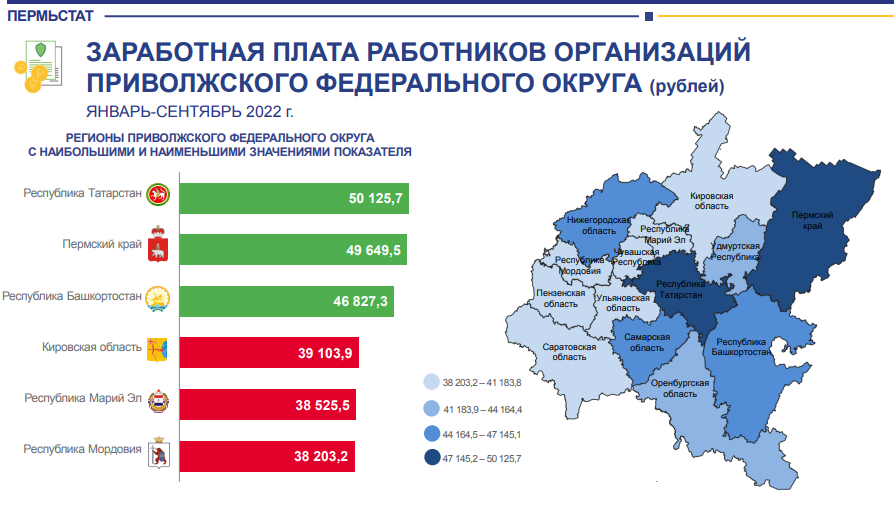 ПЕРМЬСТАТ
ЗАРАБОТНАЯ ПЛАТА РАБОТНИКОВ ОРГАНИЗАЦИЙ
ПРИВОЛЖСКОГО ФЕДЕРАЛЬНОГО ОКРУГА (рублей)
ЯНВАРЬ-СЕНТЯБРЬ 2022 г.
РЕГИОНЫ ПРИВОЛЖСКОГО ФЕДЕРАЛЬНОГО ОКРУГА
С НАИБОЛЬШИМИ И НАИМЕНЬШИМИ ЗНАЧЕНИЯМИ ПОКАЗАТЕЛЯ
Республика Татарстан
50 125,7
Пермский край
49 649,5
Республика Башкортостан
46 827,3
Кировская область
39 103,9
Республика Марий Эл
38 525,5
Республика Мордовия
38 203,2
Кировская
область
Пермский
край
Нижегородская
область
Республика
Марий Эл
Удмуртская
Республика
Чувашская
Республика
Республика
Мордовия
Республика
Татарстан
Пензенская
область
Ульяновская
область
Самарская
область
Республика
Башкортостан
Саратовская
область
Оренбургская
область
38 203,2 – 41 183,8
41 183,9 – 44 164,4
44 164,5 – 47 145,1
47 145,2 – 50 125,7